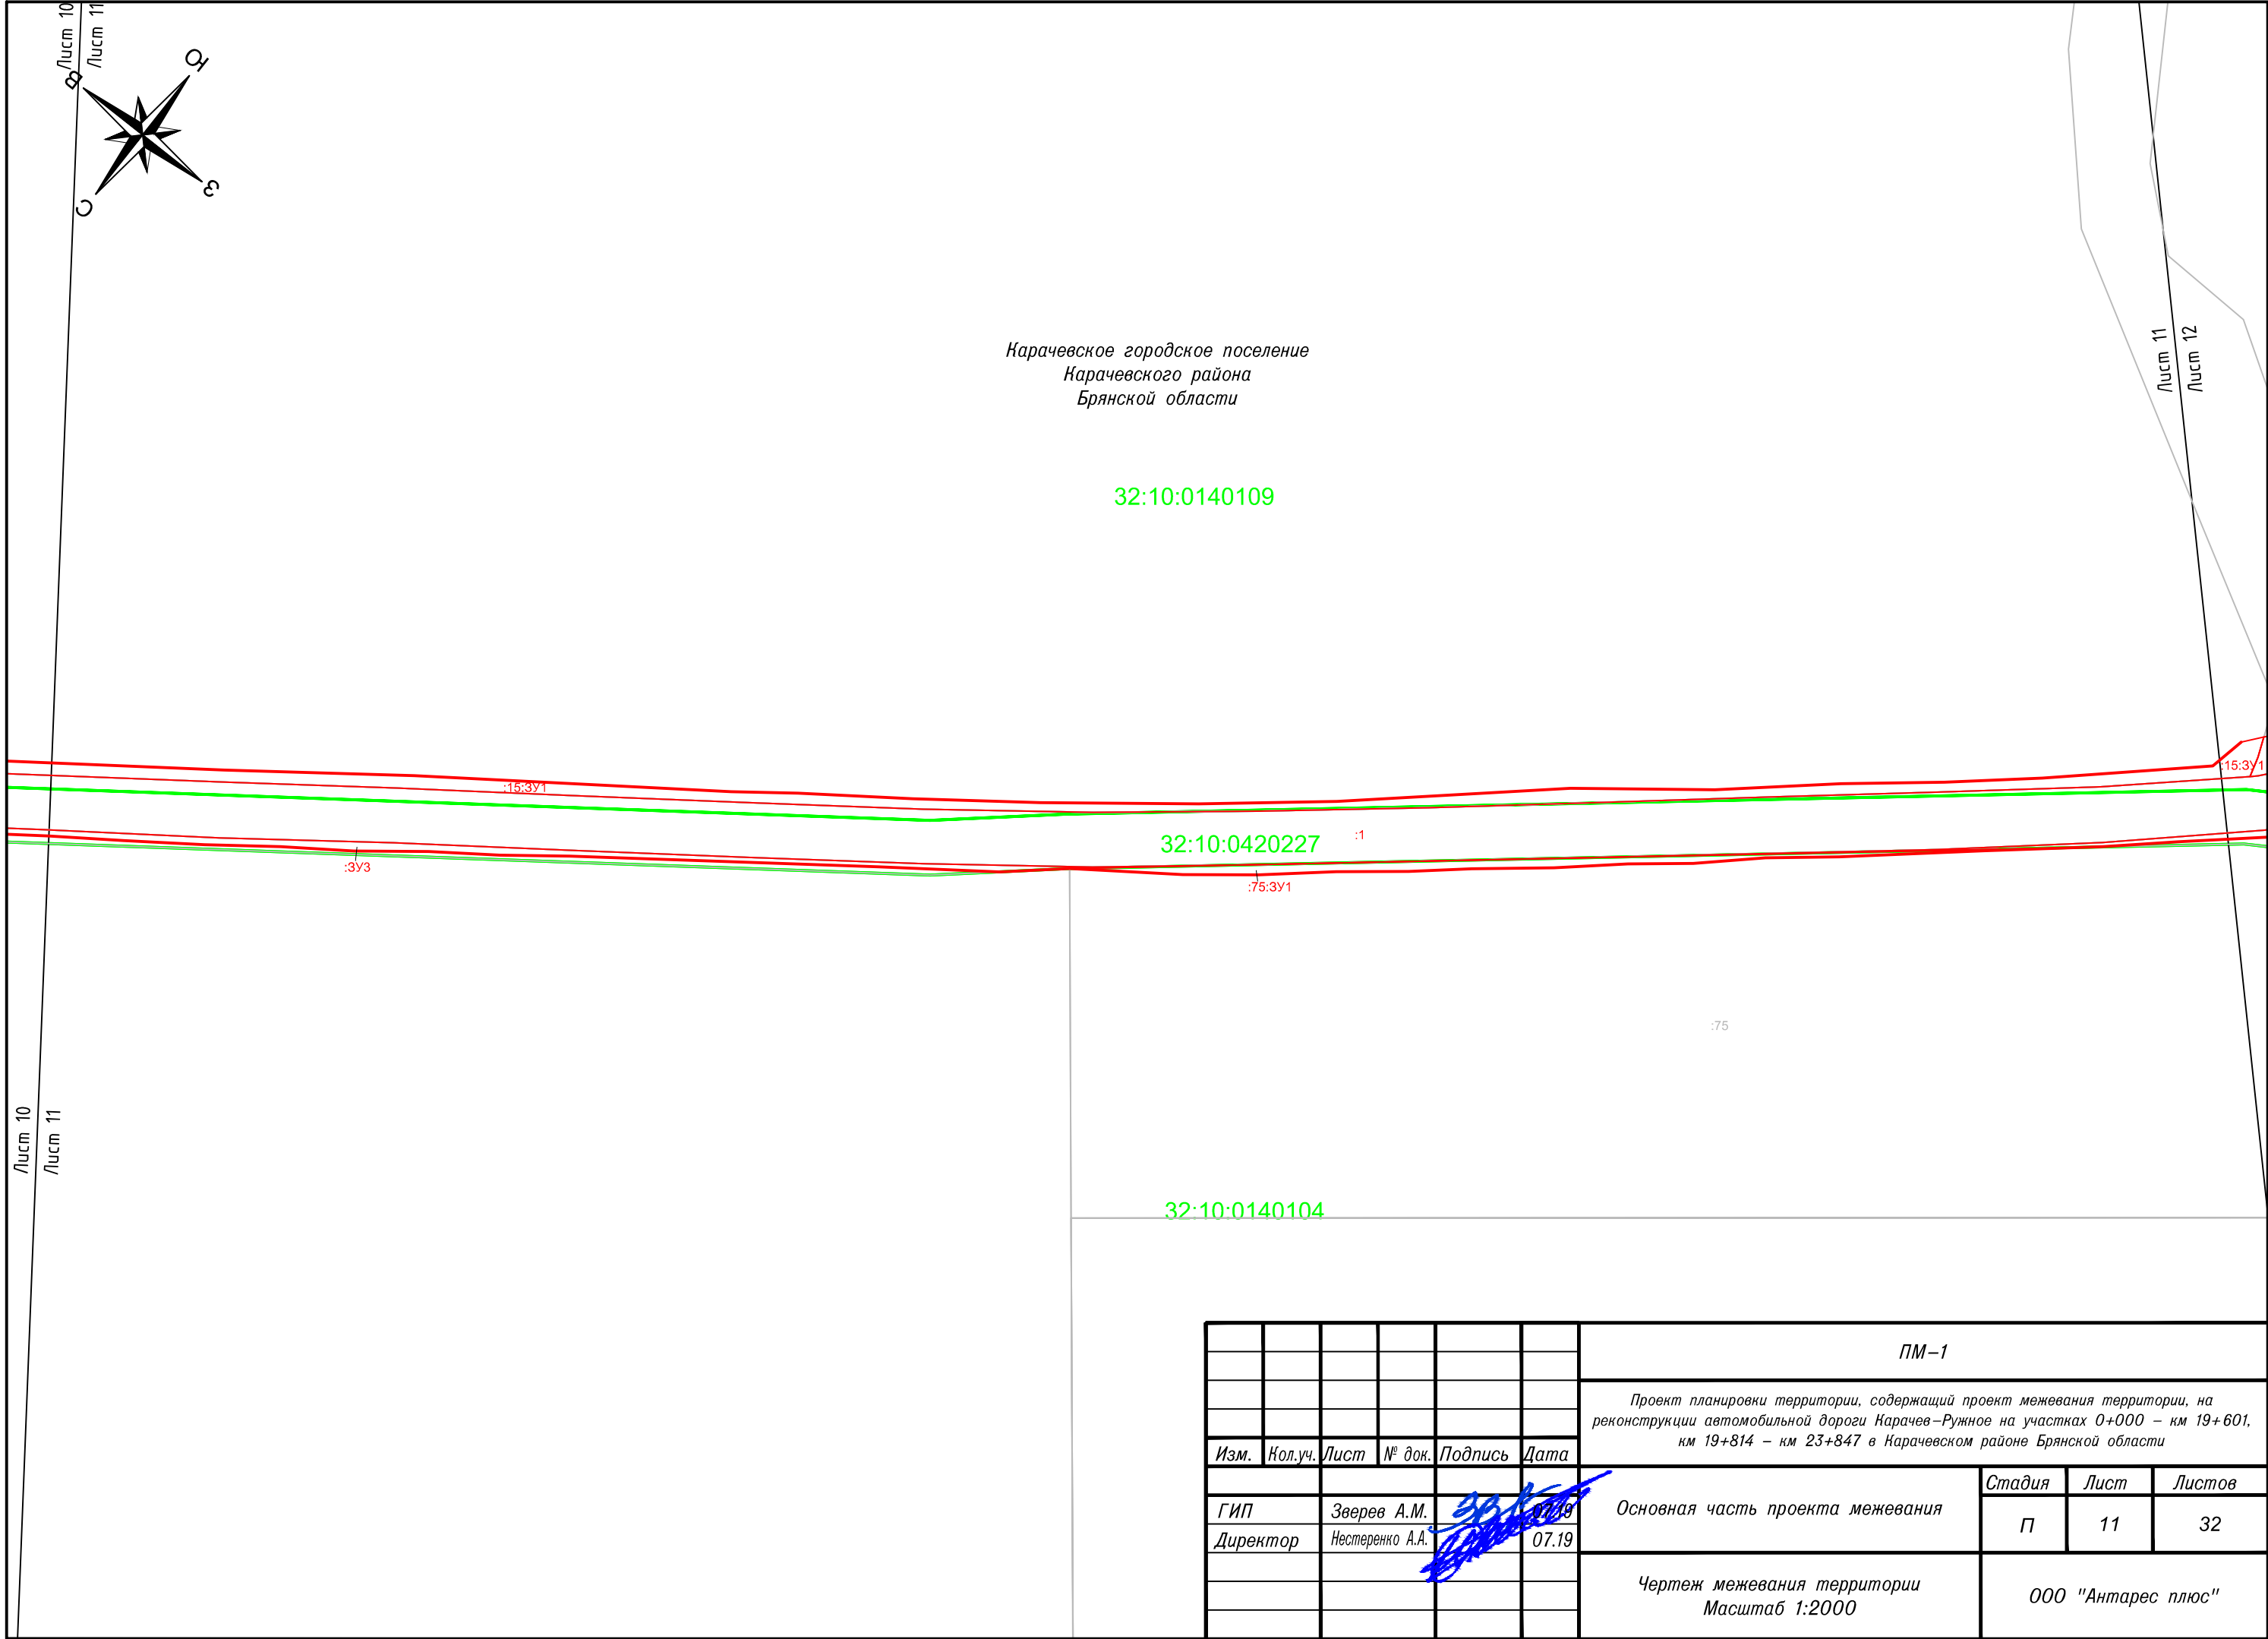 Лист 10
Лист 11
В
Ю
С
З
Карачевское городское поселение
Карачевского района
Брянской области
Лист 11
Лист 12
32:10:0140109
:15:ЗУ1
:15:ЗУ1
32:10:0420227
:1
:ЗУ3
:75:ЗУ1
:75
Лист 10
Лист 11
32:10:0140104
ПМ-1
Проект планировки территории, содержащий проект межевания территории, на
реконструкции автомобильной дороги Карачев-Ружное на участках 0+000 - км 19+601,
км 19+814 - км 23+847 в Карачевском районе Брянской области
Изм. Кол.уч. Лист № док. Подпись Дата
Основная часть проекта межевания
Стадия Лист Листов
П 11 32
ГИП Зверев А.М. 07.19
Директор Нестеренко А.А. 07.19
Чертеж межевания территории
Масштаб 1:2000
ООО "Антарес плюс"